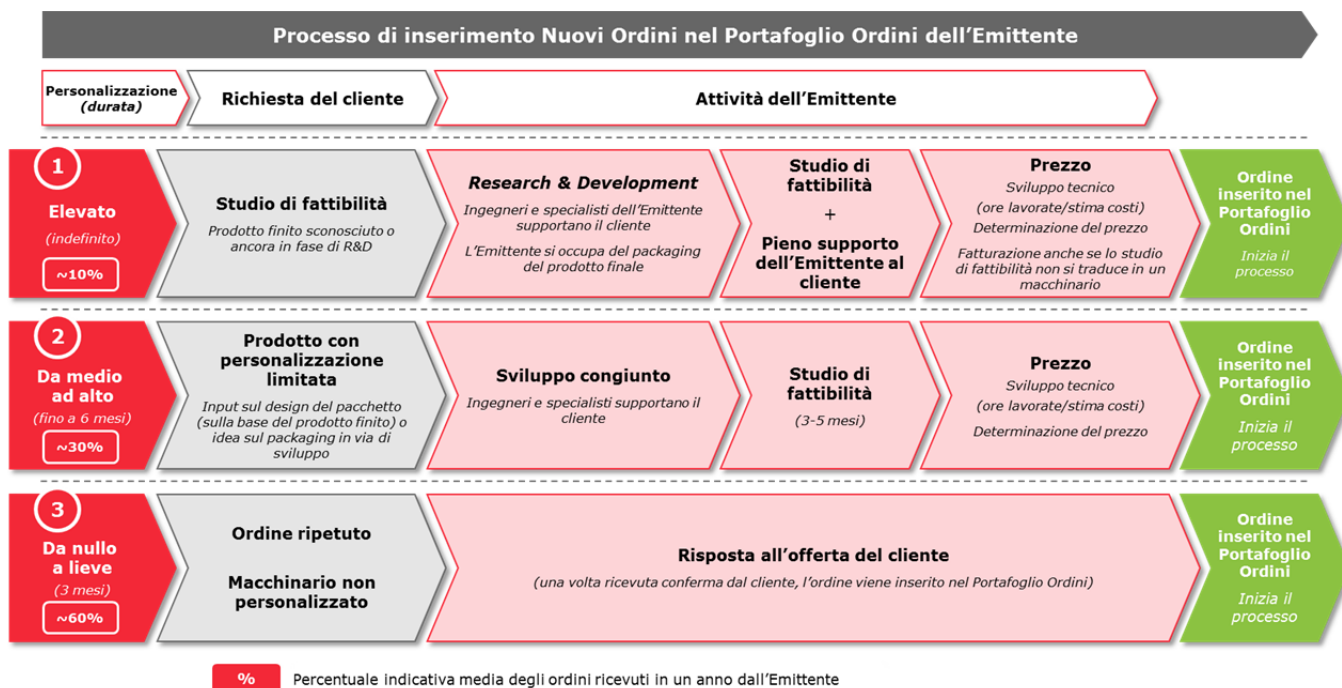 Processo di inserimento Nuovi Ordini nel Portafoglio Ordini dell'Emittente
Personalizzazione
(durata)
Richiesta del cliente
Attività dell'Emittente
1
Elevato
(indefinito)
~10%
Studio di fattibilità
Prodotto finito sconosciuto o
ancora in fase di R&D
Research & Development
Ingegneri e specialisti dell'Emittente
supportano il cliente
L'Emittente si occupa del packaging
del prodotto finale
Studio di
fattibilità
+
Pieno supporto
dell'Emittente al
cliente
Prezzo
Sviluppo tecnico
(ore lavorate/stima costi)
Determinazione del prezzo
Fatturazione anche se lo studio
di fattibilità non si traduce in un
macchinario
Ordine
inserito nel
Portafoglio
Ordini
Inizia il
processo
2
Da medio
ad alto
(fino a 6 mesi)
~30%
Prodotto con
personalizzazione
limitata
Input sul design del pacchetto
(sulla base del prodotto finito) o
idea sul packaging in via di
sviluppo
Sviluppo congiunto
Ingegneri e specialisti supportano il
cliente
Studio di
fattibilità
(3-5 mesi)
Prezzo
Sviluppo tecnico
(ore lavorate/stima costi)
Determinazione del prezzo
Ordine
inserito nel
Portafoglio
Ordini
Inizia il
processo
3
Da nullo
a lieve
(3 mesi)
~60%
Ordine ripetuto
Macchinario non
personalizzato
Risposta all'offerta del cliente
(una volta ricevuta conferma dal cliente, l'ordine viene inserito nel Portafoglio Ordini)
Ordine
inserito nel
Portafoglio
Ordini
Inizia il
processo
% Percentuale indicativa media degli ordini ricevuti in un anno dall'Emittente